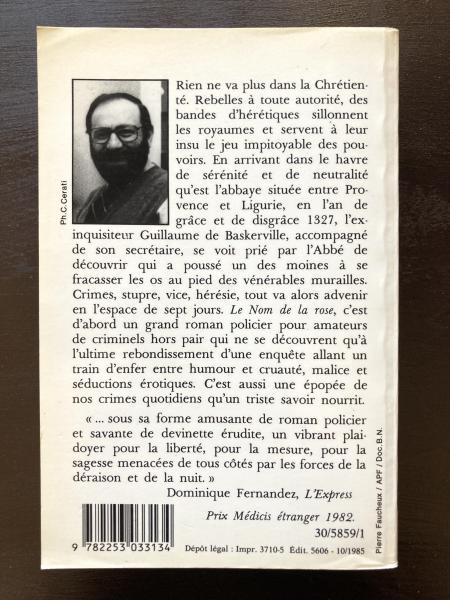 Rien ne va plus dans la Chrétien-
té. Rebelles à toute autorité, des
bandes d'hérétiques sillonnent
les royaumes et servent à leur
insu le jeu impitoyable des pou-
voirs. En arrivant dans le havre
de sérénité et de neutralité
qu'est l'abbaye située entre Pro-
vence et Ligurie, en l'an de
grâce et de disgrâce 1327, l'ex-
inquisiteur Guillaume de Baskerville, accompagné
de son secrétaire, se voit prié par l'Abbé de
découvrir qui a poussé un des moines à se
fracasser les os au pied des vénérables murailles.
Crimes, stupre, vice, hérésie, tout va alors advenir
en l'espace de sept jours. Le Nom de la rose, c'est
d'abord un grand roman policier pour amateurs
de criminels hors pair qui ne se découvrent qu'à
l'ultime rebondissement d'une enquête allant un
train d'enfer entre humour et cruauté, malice et
séductions érotiques. C'est aussi une épopée de
nos crimes quotidiens qu'un triste savoir nourrit.
« ... sous sa forme amusante de roman policier
et savante de devinette érudite, un vibrant plai-
doyer pour la liberté, pour la mesure, pour la
sagesse menacées de tous côtés par les forces de la
déraison et de la nuit. »
Dominique Fernandez, L'Express
Prix Médicis étranger 1982.
30/5859/1
9 782253 033134
Dépôt légal : Impr. 3710-5 Édit. 5606 - 10/1985
Ph.C.Cerati
Pierre Faucheux / APF / Doc.B.N.